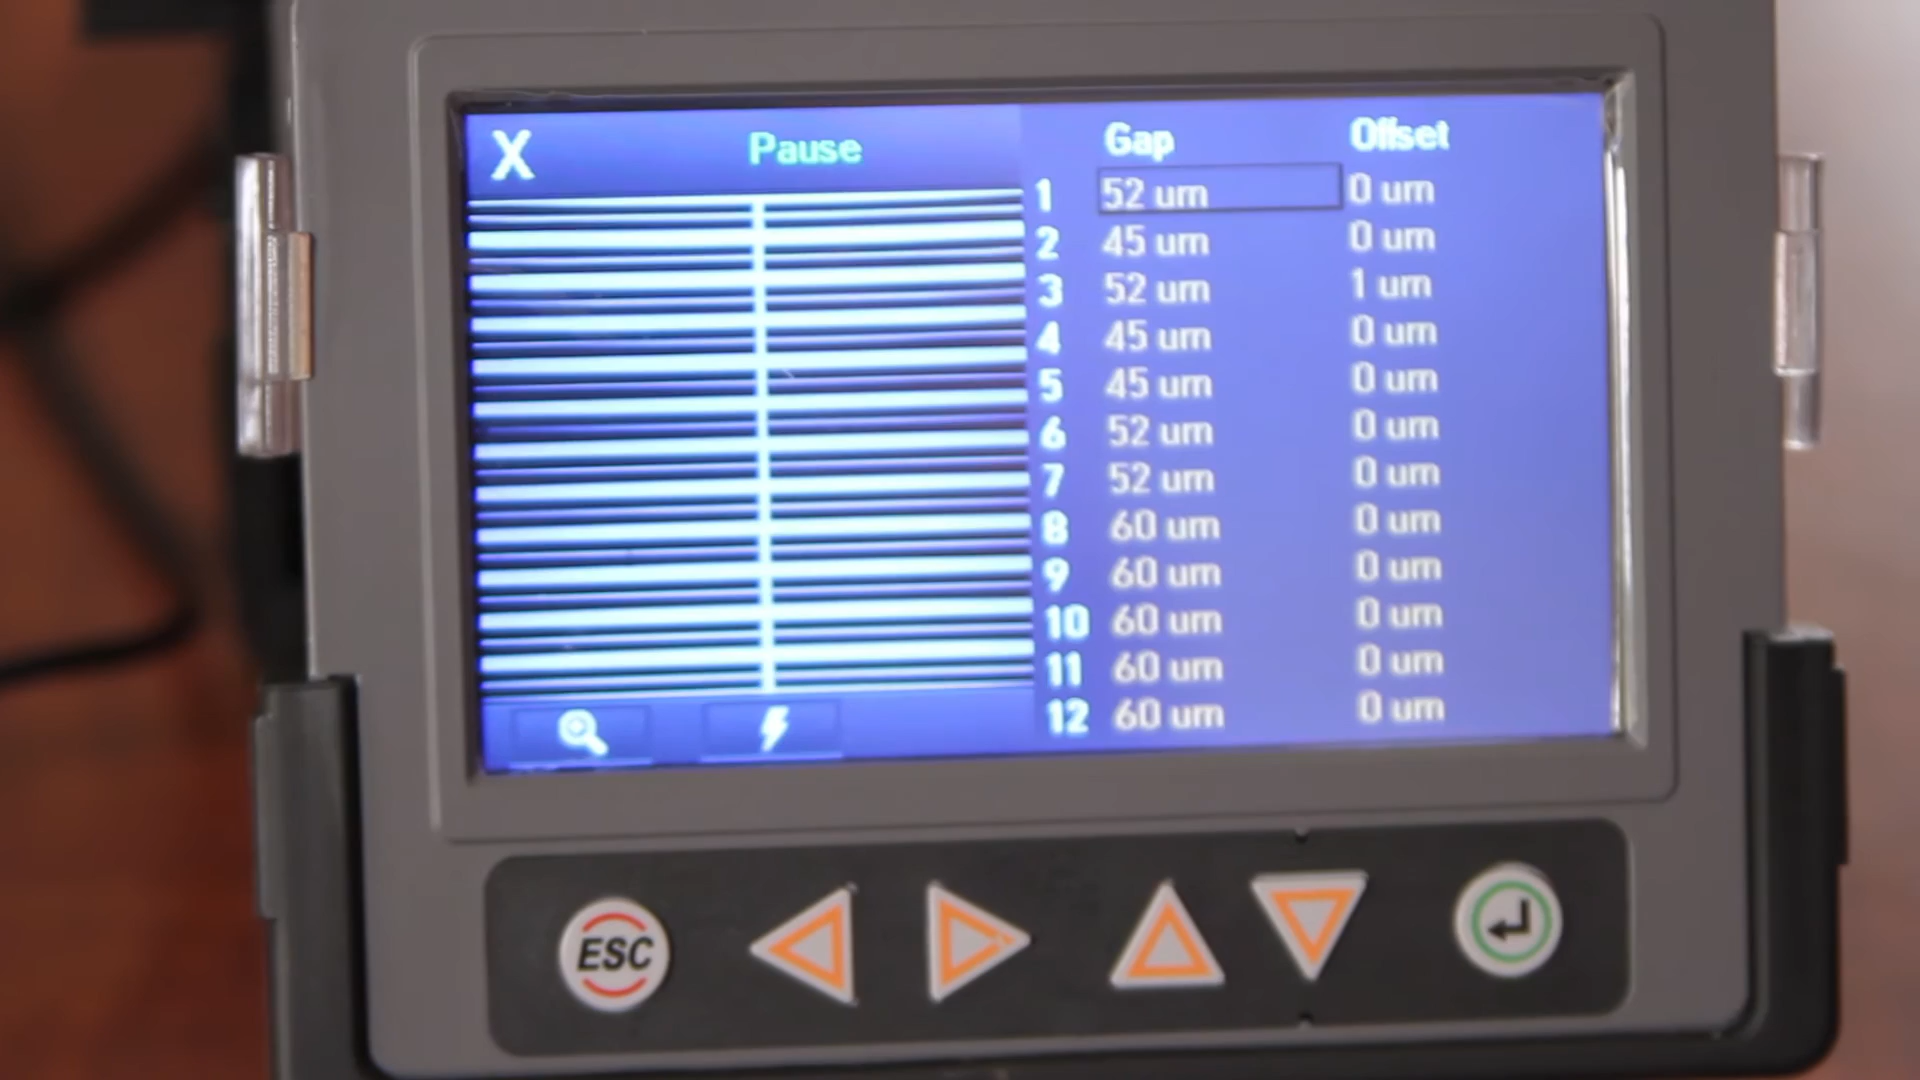 X Pause Gap Offset
1 52 um 0 um
2 45 um 0 um
3 52 um 1 um
4 45 um 0 um
5 45 um 0 um
6 52 um 0 um
7 52 um 0 um
8 60 um 0 um
9 60 um 0 um
10 60 um 0 um
11 60 um 0 um
12 60 um 0 um
ESC